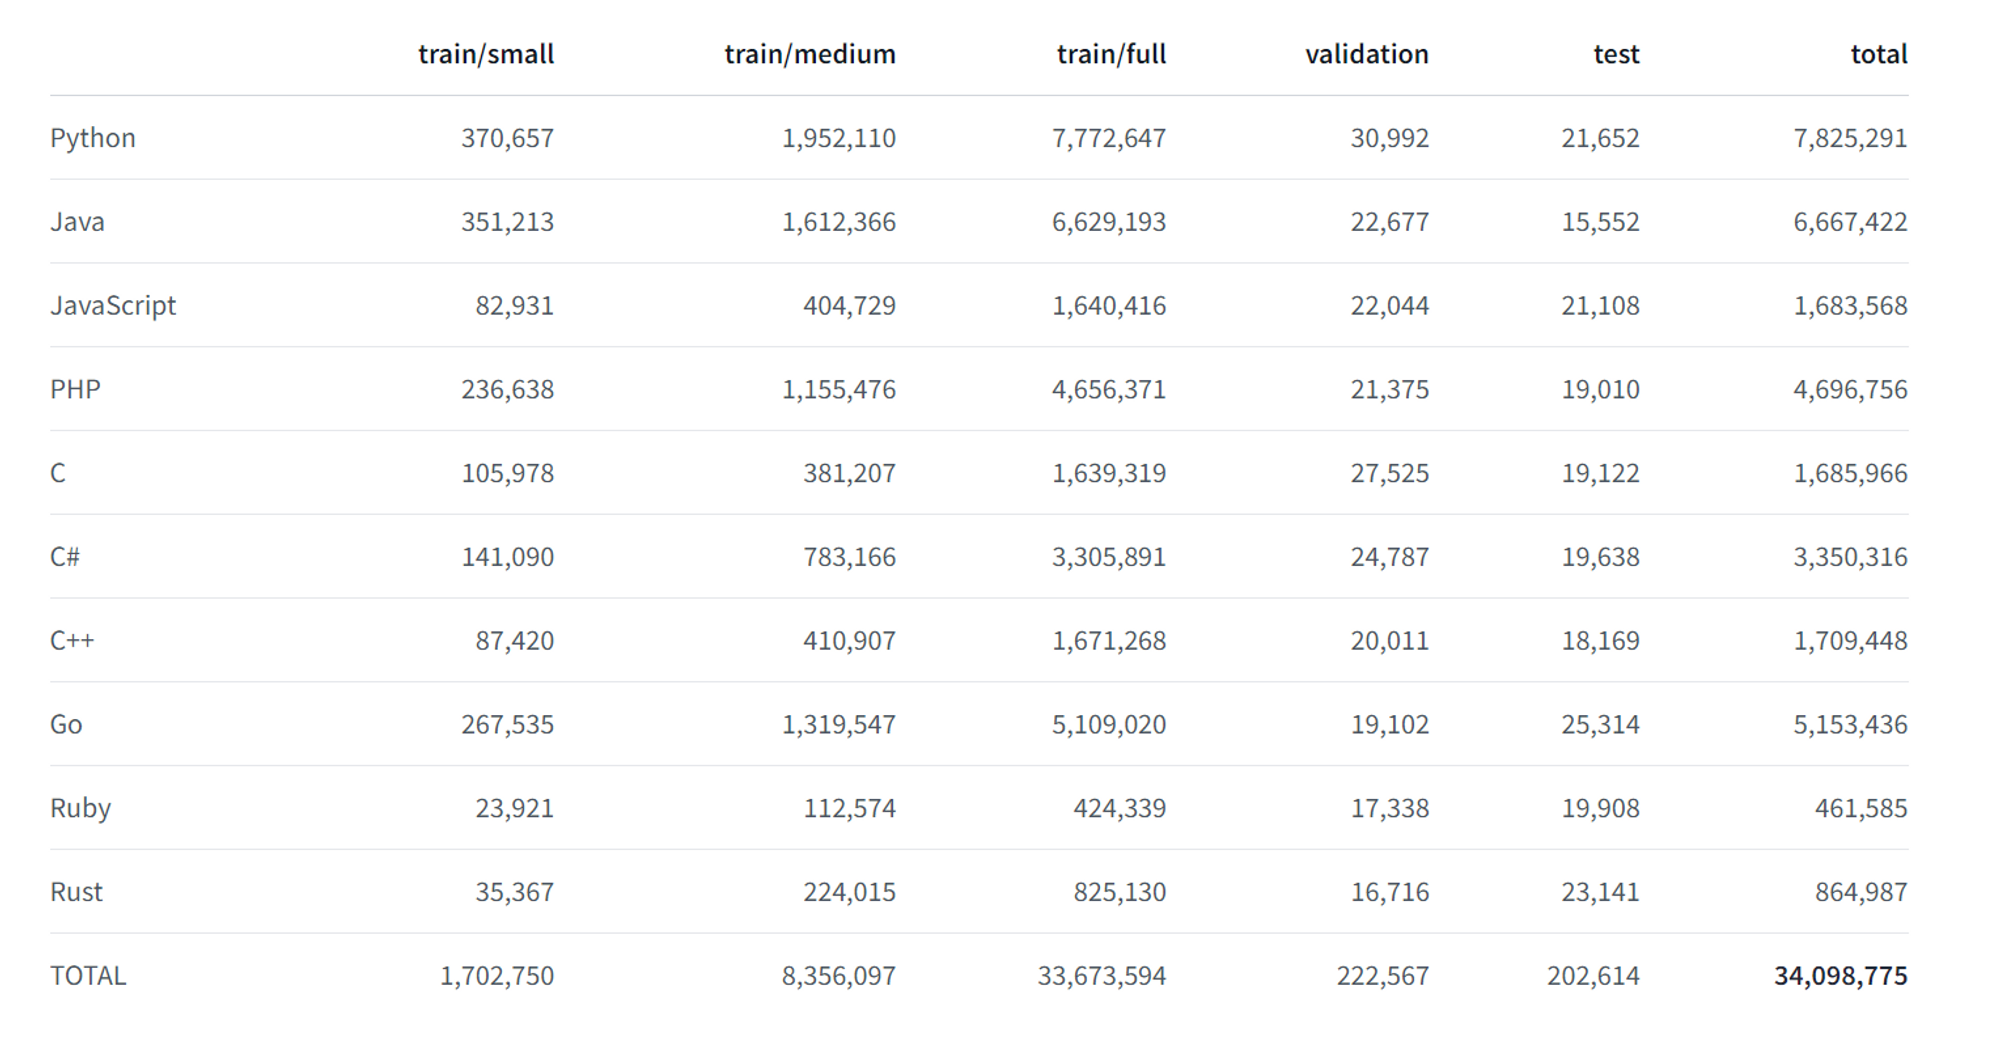 train/small train/medium train/full validation test total
Python 370,657 1,952,110 7,772,647 30,992 21,652 7,825,291
Java 351,213 1,612,366 6,629,193 22,677 15,552 6,667,422
JavaScript 82,931 404,729 1,640,416 22,044 21,108 1,683,568
PHP 236,638 1,155,476 4,656,371 21,375 19,010 4,696,756
C 105,978 381,207 1,639,319 27,525 19,122 1,685,966
C# 141,090 783,166 3,305,891 24,787 19,638 3,350,316
C++ 87,420 410,907 1,671,268 20,011 18,169 1,709,448
Go 267,535 1,319,547 5,109,020 19,102 25,314 5,153,436
Ruby 23,921 112,574 424,339 17,338 19,908 461,585
Rust 35,367 224,015 825,130 16,716 23,141 864,987
TOTAL 1,702,750 8,356,097 33,673,594 222,567 202,614 34,098,775